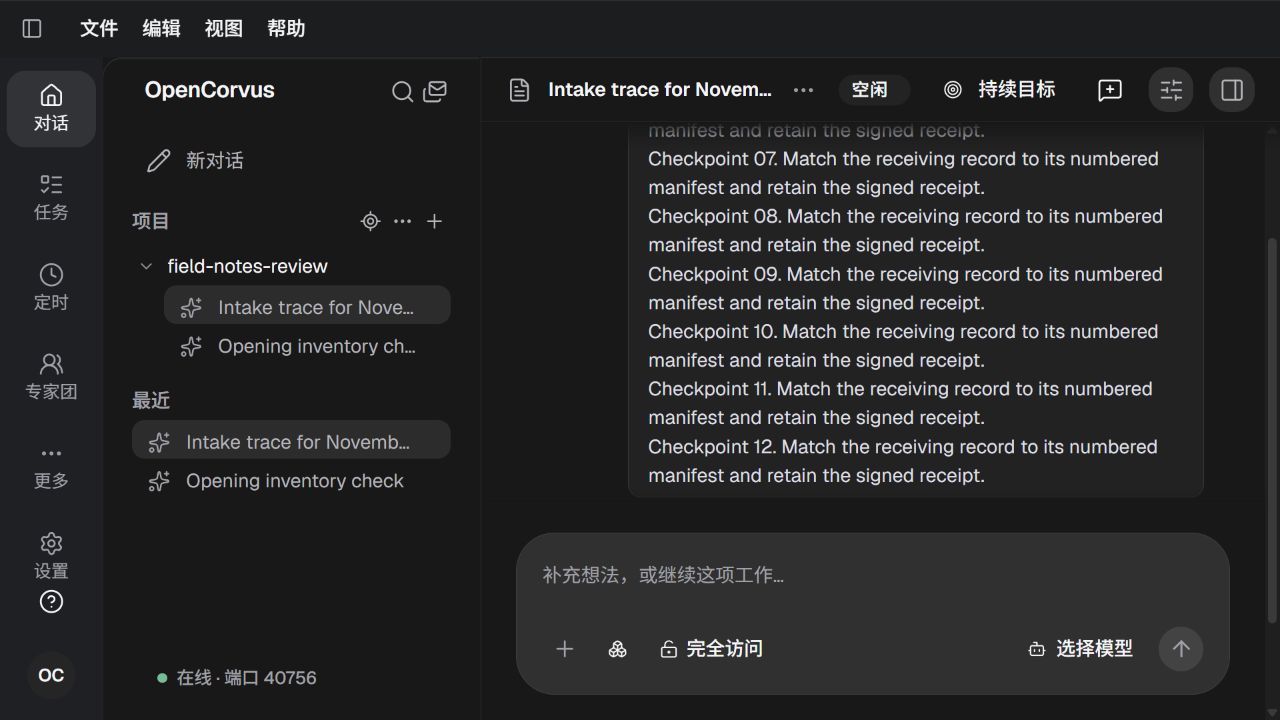 文件 编辑 视图 帮助
对话
任务
定时
专家团
更多
设置
OC
OpenCorvus
新对话
项目
field-notes-review
Intake trace for Nove...
Opening inventory ch...
最近
Intake trace for Novemb...
Opening inventory check
在线 · 端口 40756
Intake trace for Novem... 空闲 持续目标
manifest and retain the signed receipt.
Checkpoint 07. Match the receiving record to its numbered
manifest and retain the signed receipt.
Checkpoint 08. Match the receiving record to its numbered
manifest and retain the signed receipt.
Checkpoint 09. Match the receiving record to its numbered
manifest and retain the signed receipt.
Checkpoint 10. Match the receiving record to its numbered
manifest and retain the signed receipt.
Checkpoint 11. Match the receiving record to its numbered
manifest and retain the signed receipt.
Checkpoint 12. Match the receiving record to its numbered
manifest and retain the signed receipt.
补充想法，或继续这项工作...
完全访问 选择模型